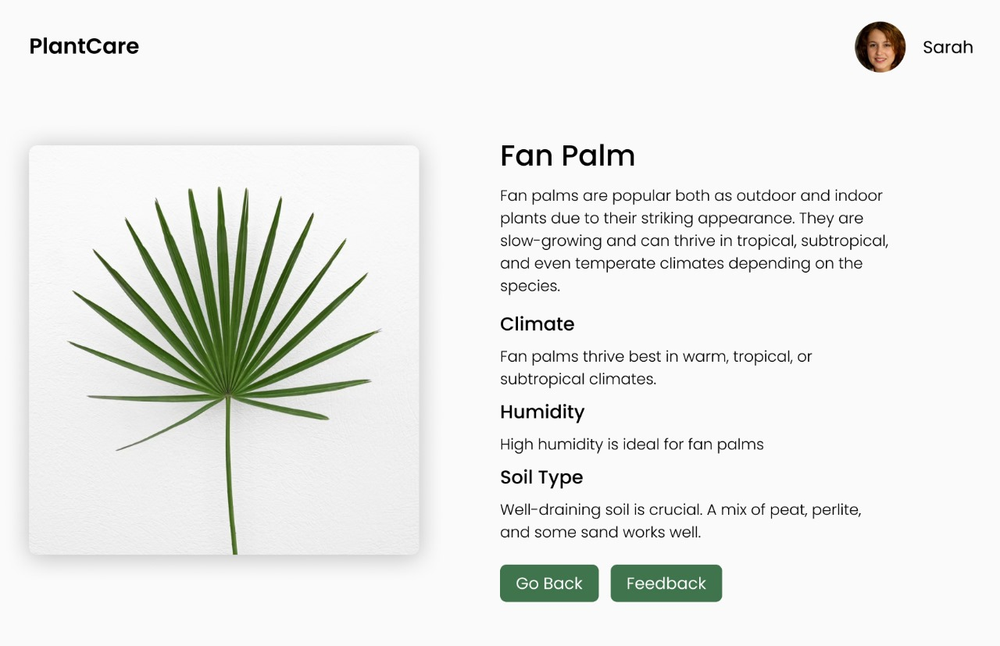 PlantCare
Sarah
Fan Palm
Fan palms are popular both as outdoor and indoor
plants due to their striking appearance. They are
slow-growing and can thrive in tropical, subtropical,
and even temperate climates depending on the
species.
Climate
Fan palms thrive best in warm, tropical, or
subtropical climates.
Humidity
High humidity is ideal for fan palms
Soil Type
Well-draining soil is crucial. A mix of peat, perlite,
and some sand works well.
Go Back
Feedback